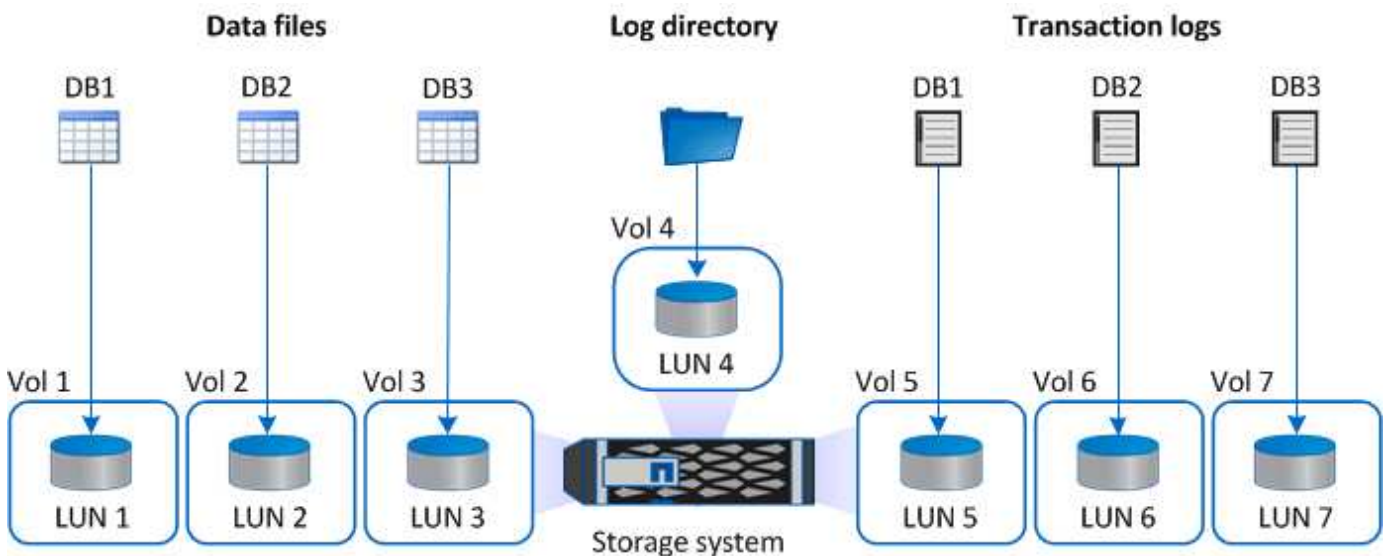 Data files
Log directory
Transaction logs
DB1
DB2
DB3
DB1
DB2
DB3
Vol 4
LUN 4
Vol 1
Vol 2
Vol 3
Vol 5
Vol 6
Vol 7
LUN 1
LUN 2
LUN 3
LUN 5
LUN 6
LUN 7
Storage system